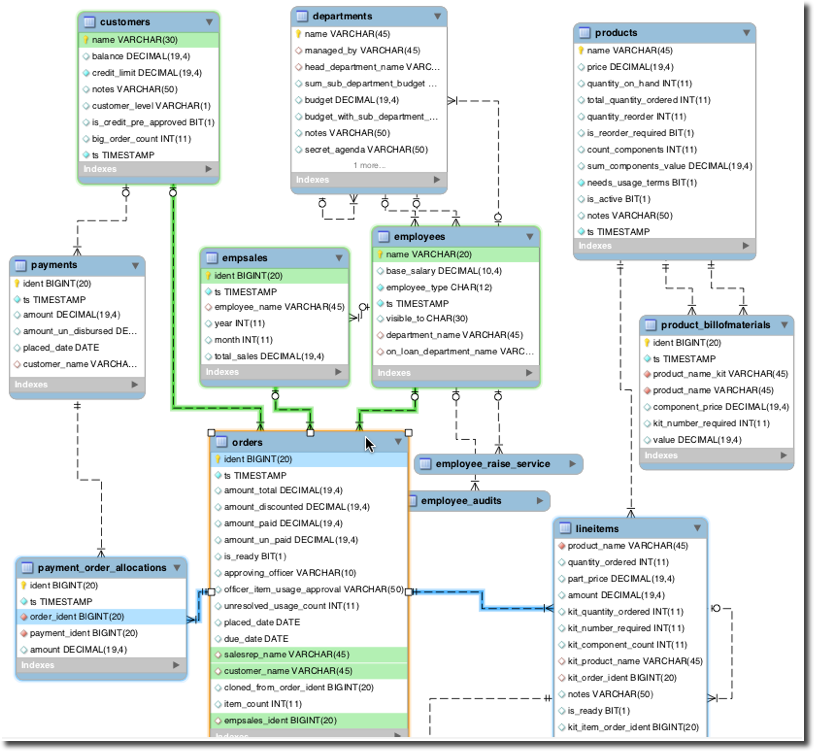 customers
name VARCHAR(30)
balance DECIMAL(19,4)
credit_limit DECIMAL(19,4)
notes VARCHAR(50)
customer_level VARCHAR(1)
is_credit_pre_approved BIT(1)
big_order_count INT(11)
ts TIMESTAMP
Indexes
departments
name VARCHAR(45)
managed_by VARCHAR(45)
head_department_name VARC...
sum_sub_department_budget ...
budget DECIMAL(19,4)
budget_with_sub_department_...
notes VARCHAR(50)
secret_agenda VARCHAR(50)
1 more...
Indexes
products
name VARCHAR(45)
price DECIMAL(19,4)
quantity_on_hand INT(11)
total_quantity_ordered INT(11)
quantity_reorder INT(11)
is_reorder_required BIT(1)
count_components INT(11)
sum_components_value DECIMAL(19,4)
needs_usage_terms BIT(1)
is_active BIT(1)
notes VARCHAR(50)
ts TIMESTAMP
Indexes
payments
ident BIGINT(20)
ts TIMESTAMP
amount DECIMAL(19,4)
amount_un_disbursed DE...
placed_date DATE
customer_name VARCHA...
Indexes
empsales
ident BIGINT(20)
ts TIMESTAMP
employee_name VARCHAR(45)
year INT(11)
month INT(11)
total_sales DECIMAL(19,4)
Indexes
employees
name VARCHAR(20)
base_salary DECIMAL(10,4)
employee_type CHAR(12)
ts TIMESTAMP
visible_to CHAR(30)
department_name VARCHAR(45)
on_loan_department_name VARC...
Indexes
product_billofmaterials
ident BIGINT(20)
ts TIMESTAMP
product_name_kit VARCHAR(45)
product_name VARCHAR(45)
component_price DECIMAL(19,4)
kit_number_required INT(11)
value DECIMAL(19,4)
Indexes
orders
ident BIGINT(20)
ts TIMESTAMP
amount_total DECIMAL(19,4)
amount_discounted DECIMAL(19,4)
amount_paid DECIMAL(19,4)
amount_un_paid DECIMAL(19,4)
is_ready BIT(1)
approving_officer VARCHAR(10)
officer_item_usage_approval VARCHAR(50)
unresolved_usage_count INT(11)
placed_date DATE
due_date DATE
salesrep_name VARCHAR(45)
customer_name VARCHAR(45)
cloned_from_order_ident BIGINT(20)
item_count INT(11)
empsales_ident BIGINT(20)
Indexes
employee_raise_service
employee_audits
payment_order_allocations
ident BIGINT(20)
ts TIMESTAMP
order_ident BIGINT(20)
payment_ident BIGINT(20)
amount DECIMAL(19,4)
Indexes
lineitems
product_name VARCHAR(45)
quantity_ordered INT(11)
part_price DECIMAL(19,4)
amount DECIMAL(19,4)
kit_quantity_ordered INT(11)
kit_number_required INT(11)
kit_component_count INT(11)
kit_product_name VARCHAR(45)
kit_order_ident BIGINT(20)
notes VARCHAR(50)
is_ready BIT(1)
kit_item_order_ident BIGINT(20)